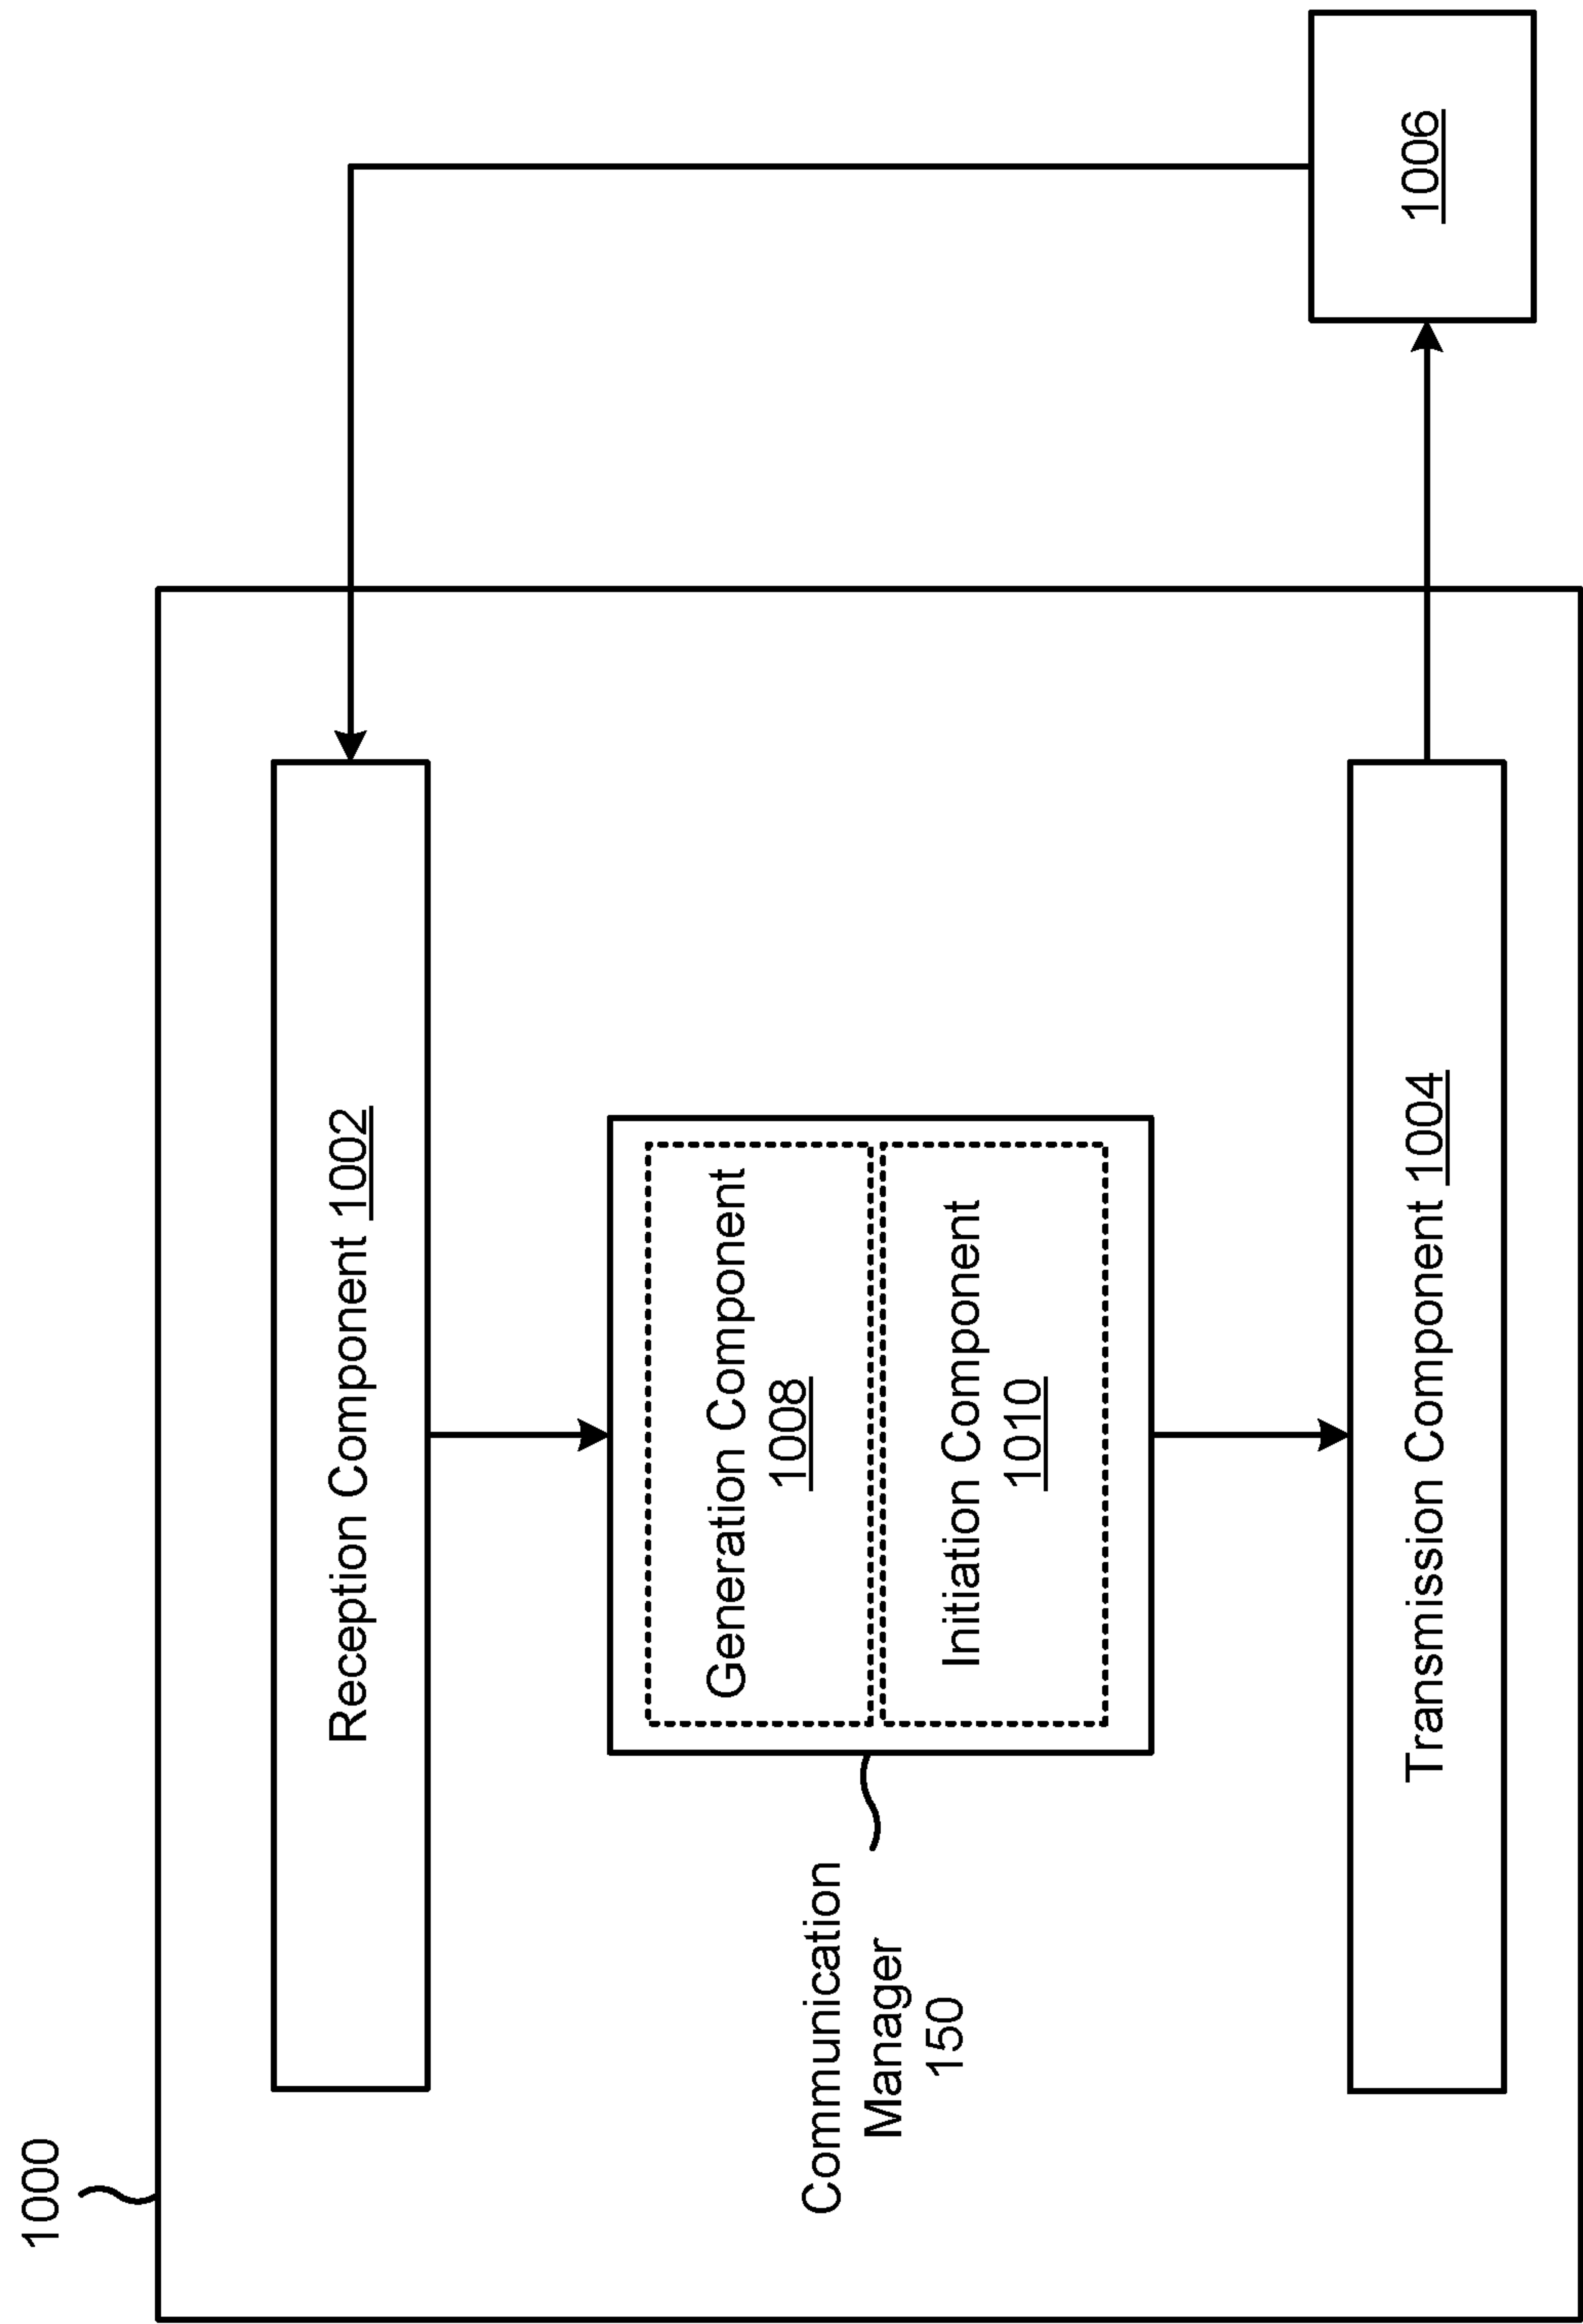 1000
Reception Component 1002
Generation Component
1008
Initiation Component
1010
Communication
Manager
150
Transmission Component 1004
1006